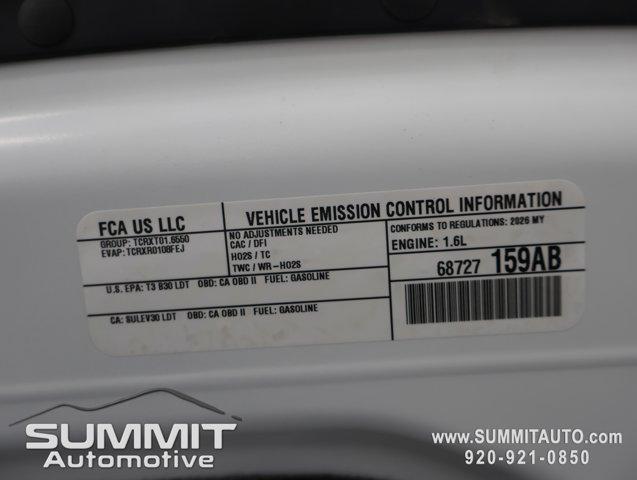 FCA US LLC
GROUP: TCRXT01.6550
EVAP: TCRXR0108FEJ
VEHICLE EMISSION CONTROL INFORMATION
NO ADJUSTMENTS NEEDED
CAC / DFI
HO2S / TC
TWC / WR-HO2S
CONFORMS TO REGULATIONS: 2026 MY
ENGINE: 1.6L
68727 159AB
U.S. EPA: T3 B30 LDT OBD: CA OBD II FUEL: GASOLINE
CA: SULEV30 LDT OBD: CA OBD II FUEL: GASOLINE
SUMMIT
Automotive
www.SUMMITAUTO.com
920-921-0850